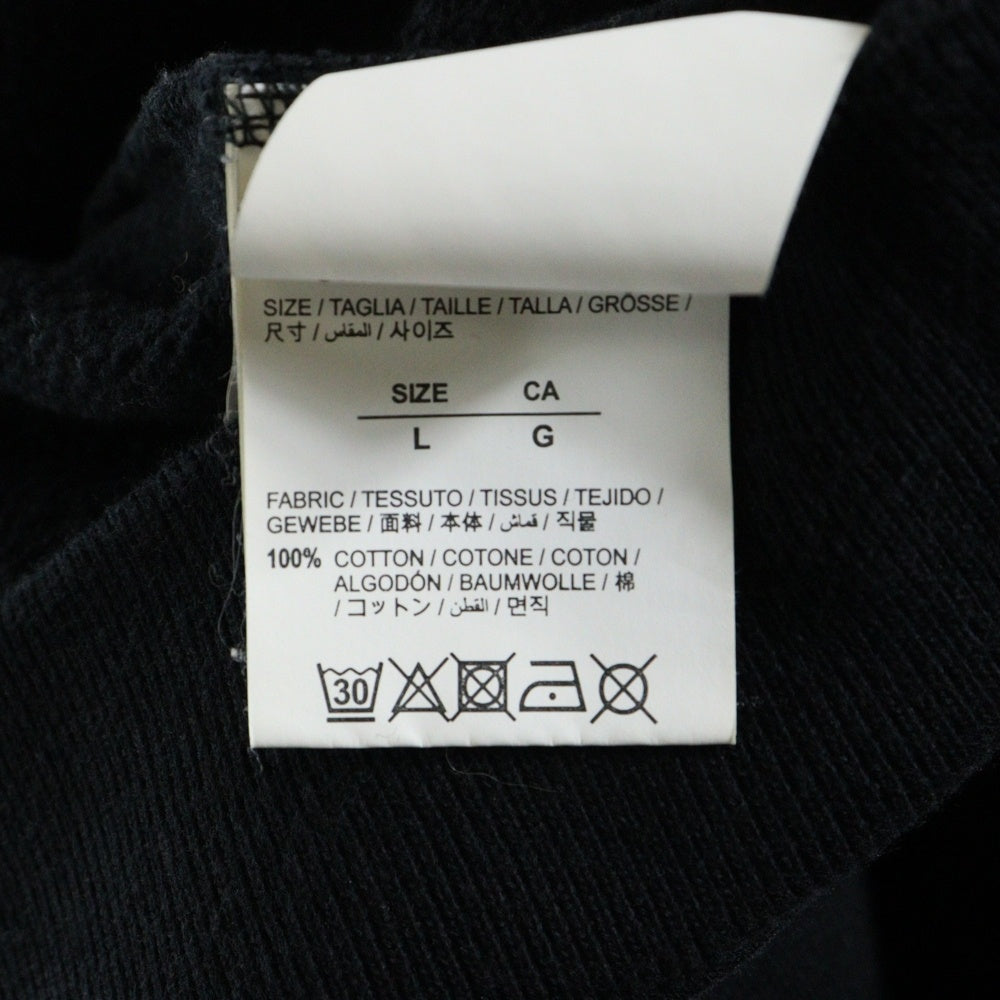 SIZE / TAGLIA / TAILLE / TALLA / GRÖSSE /
尺寸 / المقاس / 사이즈
SIZE CA
L G
FABRIC / TESSUTO / TISSUS / TEJIDO /
GEWEBE / 面料 / 本体 / قماش / 직물
100% COTTON / COTONE / COTON /
ALGODÓN / BAUMWOLLE / 棉
/ コットン / القطن / 면직
30